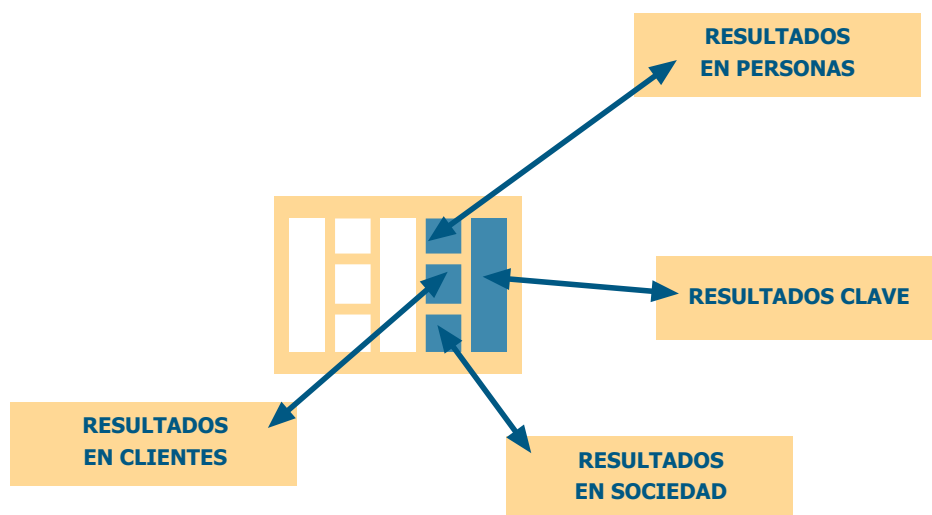 RESULTADOS
EN PERSONAS
RESULTADOS CLAVE
RESULTADOS
EN CLIENTES
RESULTADOS
EN SOCIEDAD